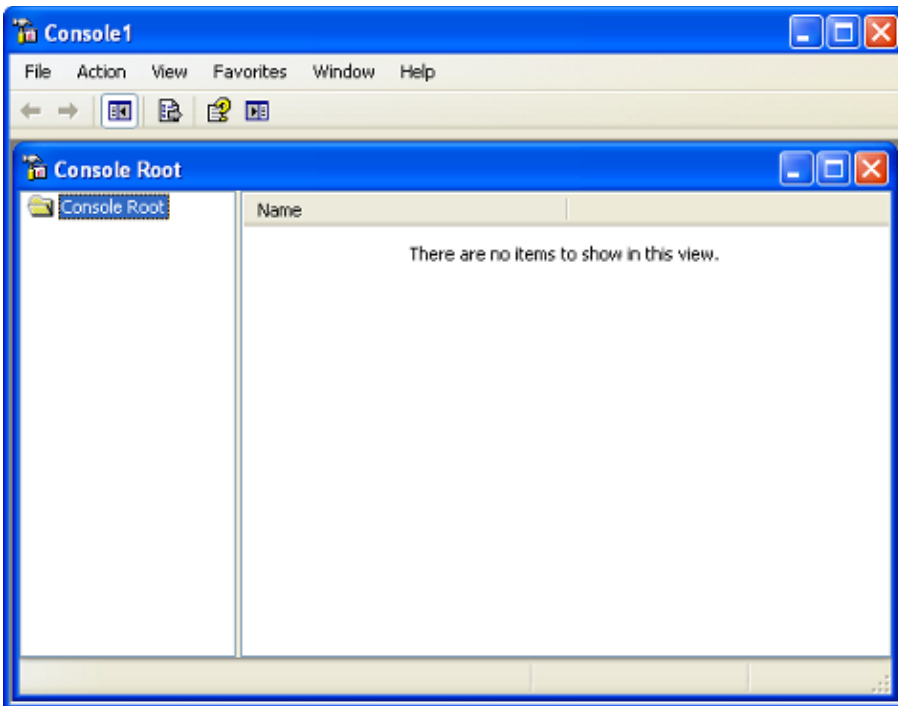 Console1
File Action View Favorites Window Help
Console Root
Console Root
Name
There are no items to show in this view.